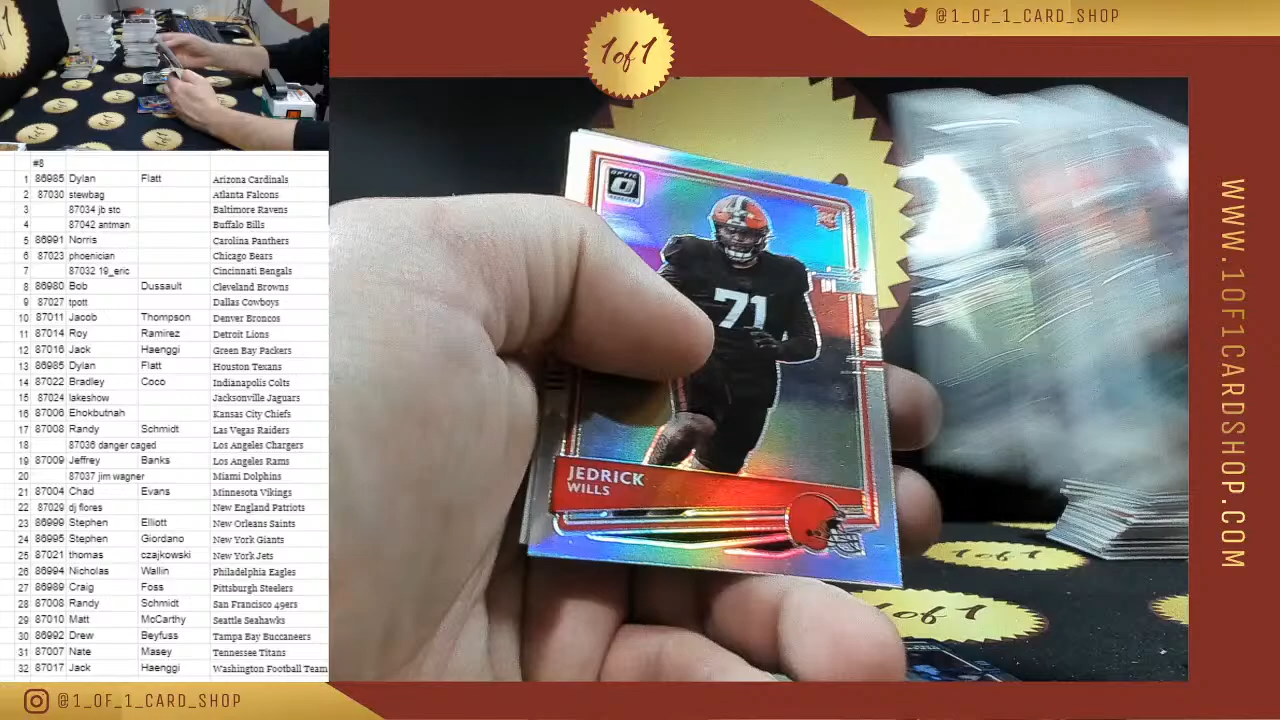 1of1
@1_OF_1_CARD_SHOP
#8
1 86985 Dylan Flatt Arizona Cardinals
2 87030 stewbag Atlanta Falcons
3 87034 jb stc Baltimore Ravens
4 87042 antman Buffalo Bills
5 86991 Norris Carolina Panthers
6 87023 phoenician Chicago Bears
7 87032 19_eric Cincinnati Bengals
8 86980 Bob Dussault Cleveland Browns
9 87027 tpott Dallas Cowboys
10 87011 Jacob Thompson Denver Broncos
11 87014 Roy Ramirez Detroit Lions
12 87016 Jack Haenggi Green Bay Packers
13 86985 Dylan Flatt Houston Texans
14 87022 Bradley Coco Indianapolis Colts
15 87024 lakeshow Jacksonville Jaguars
16 87006 Ehokbutnah Kansas City Chiefs
17 87008 Randy Schmidt Las Vegas Raiders
18 87036 danger caged Los Angeles Chargers
19 87009 Jeffrey Banks Los Angeles Rams
20 87037 jim wagner Miami Dolphins
21 87004 Chad Evans Minnesota Vikings
22 87029 dj flores New England Patriots
23 86999 Stephen Elliott New Orleans Saints
24 86995 Stephen Giordano New York Giants
25 87021 thomas czajkowski New York Jets
26 86994 Nicholas Wallin Philadelphia Eagles
27 86989 Craig Foss Pittsburgh Steelers
28 87008 Randy Schmidt San Francisco 49ers
29 87010 Matt McCarthy Seattle Seahawks
30 86992 Drew Beyfuss Tampa Bay Buccaneers
31 87007 Nate Masey Tennessee Titans
32 87017 Jack Haenggi Washington Football Team
OPTIC
RC
71
JEDRICK
WILLS
1of1
1of1
WWW.1OF1CARDSHOP.COM
@1_OF_1_CARD_SHOP